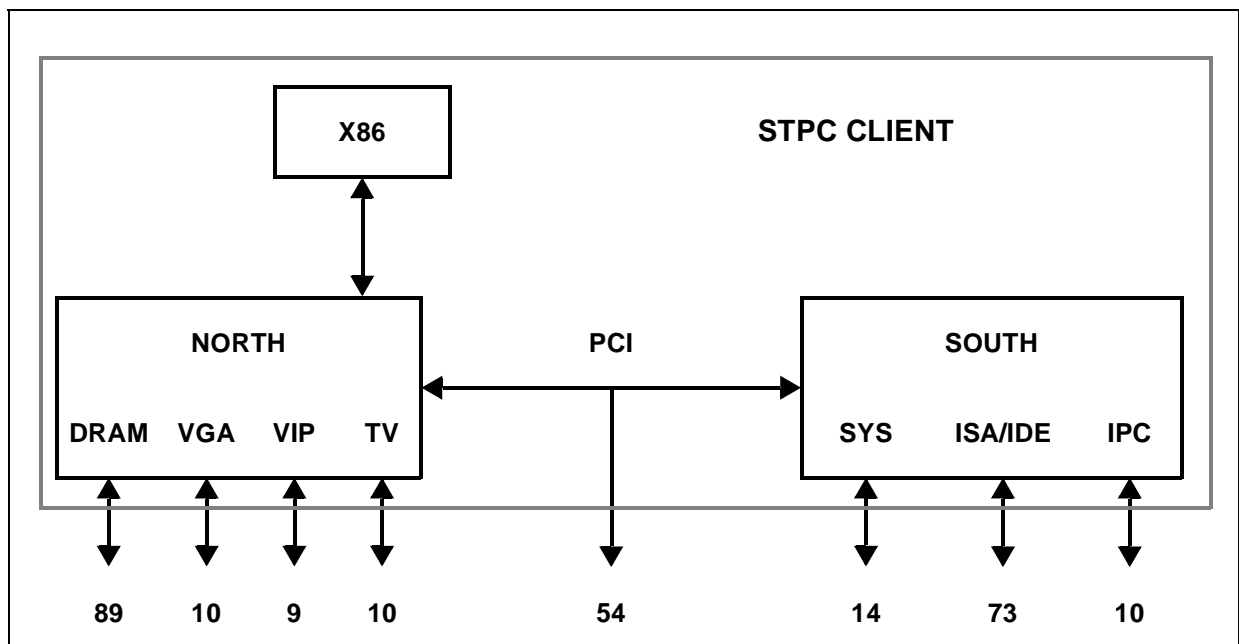 X86
STPC CLIENT
NORTH
PCI
SOUTH
DRAM VGA VIP TV
SYS ISA/IDE IPC
89 10 9 10 54 14 73 10